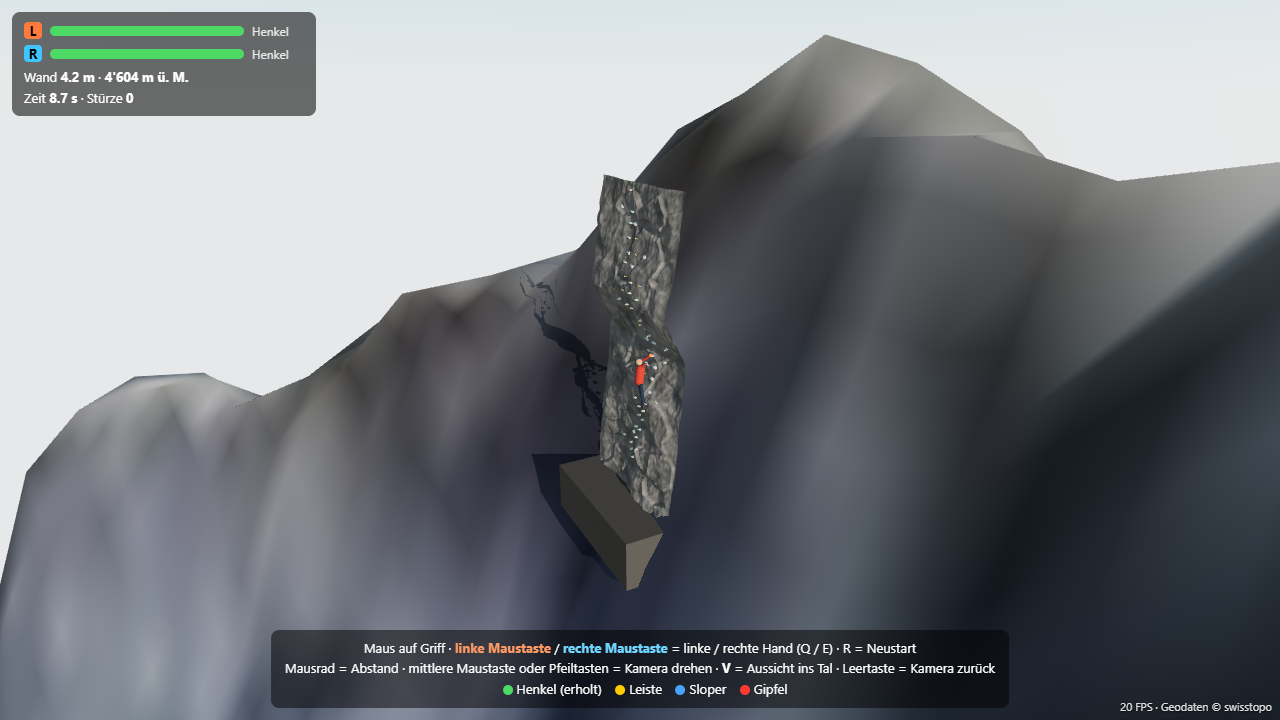 L Henkel
R Henkel
Wand 4.2 m · 4'604 m ü. M.
Zeit 8.7 s · Stürze 0
Maus auf Griff · linke Maustaste / rechte Maustaste = linke / rechte Hand (Q / E) · R = Neustart
Mausrad = Abstand · mittlere Maustaste oder Pfeiltasten = Kamera drehen · V = Aussicht ins Tal · Leertaste = Kamera zurück
Henkel (erholt) Leiste Sloper Gipfel
20 FPS · Geodaten © swisstopo